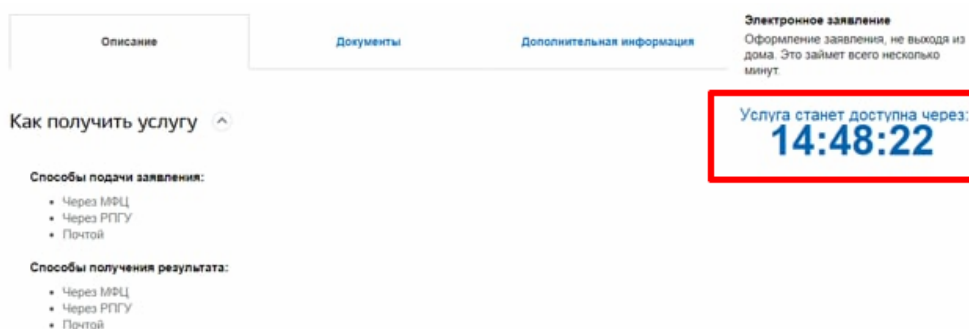 Описание
Документы
Дополнительная информация
Электронное заявление
Оформление заявления, не выходя из
дома. Это займет всего несколько
минут.
Услуга станет доступна через:
14:48:22
Как получить услугу
Способы подачи заявления:
• Через МФЦ
• Через РПГУ
• Почтой
Способы получения результата:
• Через МФЦ
• Через РПГУ
• Почтой